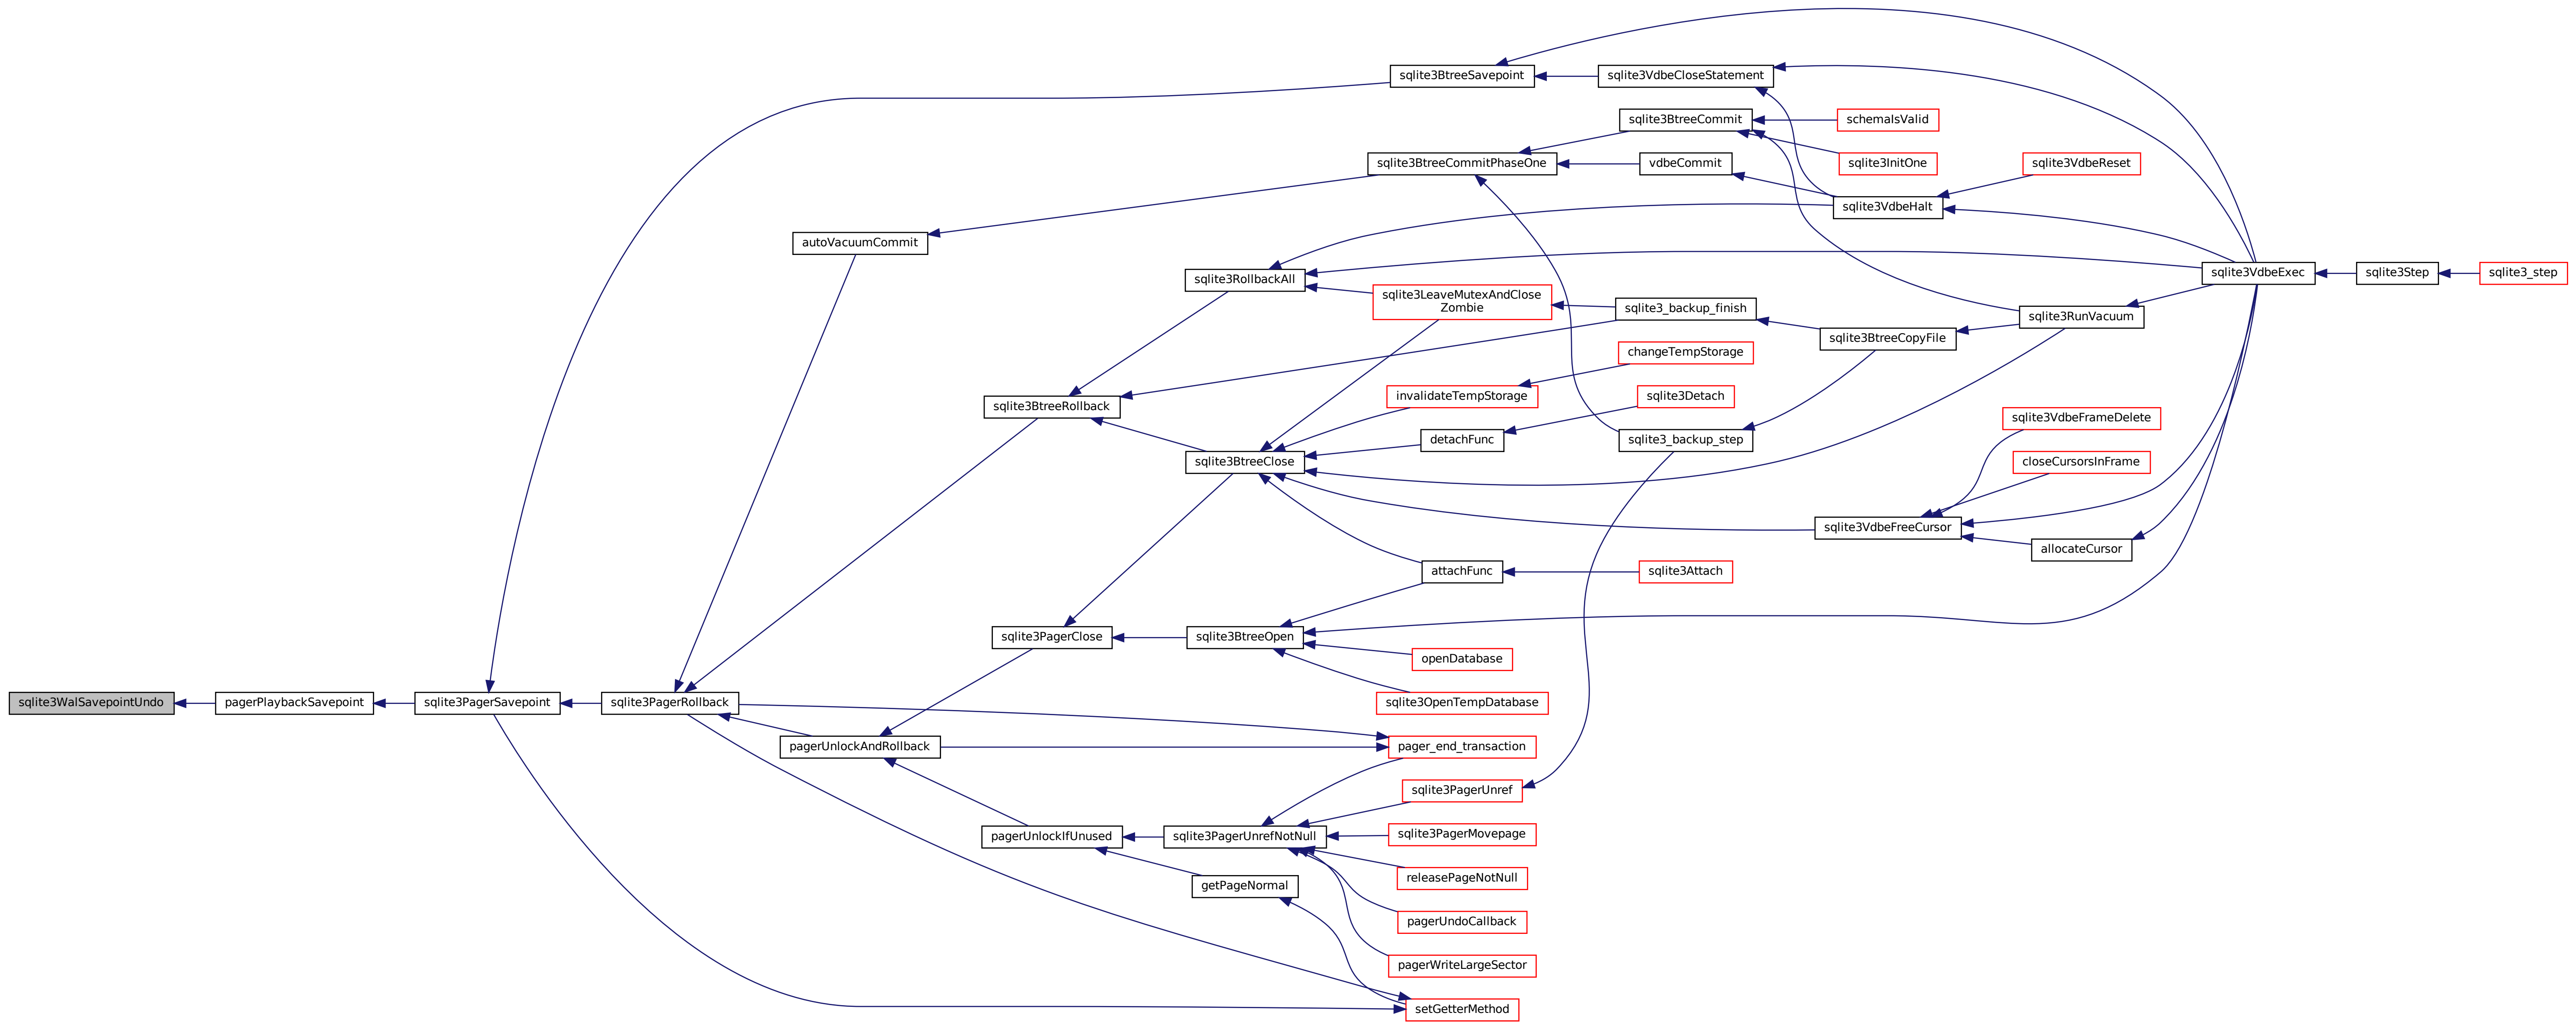 sqlite3BtreeSavepoint
sqlite3VdbeCloseStatement
sqlite3BtreeCommit
schemaIsValid
sqlite3BtreeCommitPhaseOne
vdbeCommit
sqlite3InitOne
sqlite3VdbeReset
sqlite3VdbeHalt
autoVacuumCommit
sqlite3RollbackAll
sqlite3VdbeExec
sqlite3Step
sqlite3_step
sqlite3LeaveMutexAndClose
Zombie
sqlite3_backup_finish
sqlite3RunVacuum
sqlite3BtreeCopyFile
changeTempStorage
invalidateTempStorage
sqlite3Detach
sqlite3BtreeRollback
sqlite3VdbeFrameDelete
detachFunc
sqlite3_backup_step
sqlite3BtreeClose
closeCursorsInFrame
sqlite3VdbeFreeCursor
allocateCursor
attachFunc
sqlite3Attach
sqlite3PagerClose
sqlite3BtreeOpen
openDatabase
sqlite3OpenTempDatabase
sqlite3WalSavepointUndo
pagerPlaybackSavepoint
sqlite3PagerSavepoint
sqlite3PagerRollback
pagerUnlockAndRollback
pager_end_transaction
sqlite3PagerUnref
pagerUnlockIfUnused
sqlite3PagerUnrefNotNull
sqlite3PagerMovepage
releasePageNotNull
getPageNormal
pagerUndoCallback
pagerWriteLargeSector
setGetterMethod